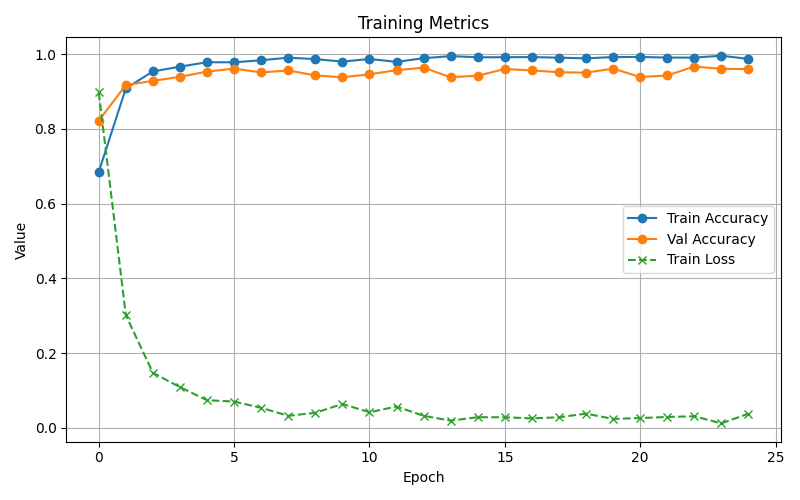 Training Metrics
1.0
0.8
0.6
0.4
0.2
0.0
Value
Train Accuracy
Val Accuracy
Train Loss
0 5 10 15 20 25
Epoch